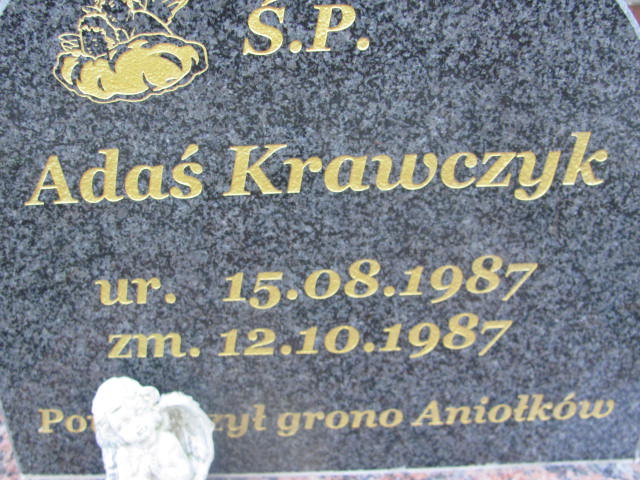 Ś.P.
Adaś Krawczyk
ur. 15.08.1987
zm. 12.10.1987
grono Aniołków